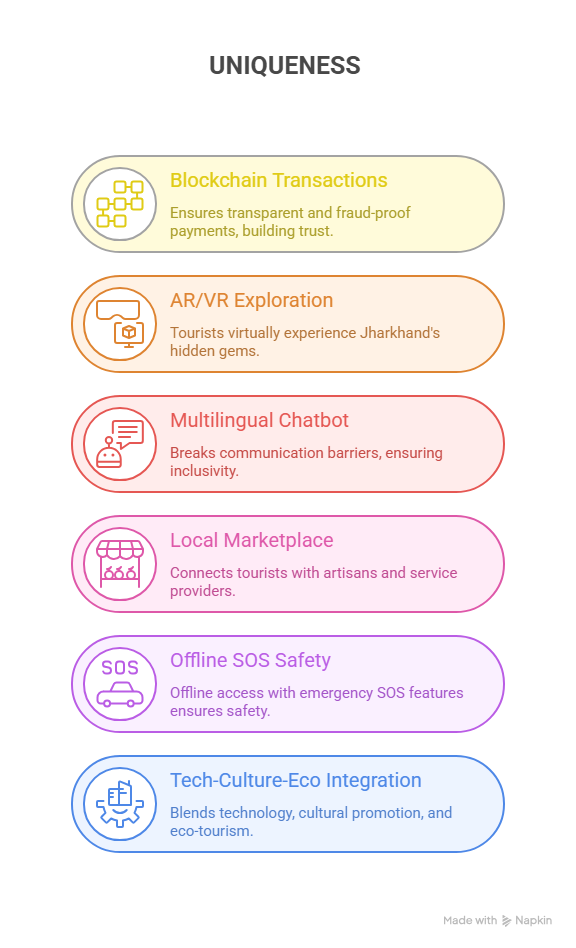 UNIQUENESS
Blockchain Transactions
Ensures transparent and fraud-proof
payments, building trust.
AR/VR Exploration
Tourists virtually experience Jharkhand's
hidden gems.
Multilingual Chatbot
Breaks communication barriers, ensuring
inclusivity.
Local Marketplace
Connects tourists with artisans and service
providers.
SOS
Offline SOS Safety
Offline access with emergency SOS features
ensures safety.
Tech-Culture-Eco Integration
Blends technology, cultural promotion, and
eco-tourism.
Made with Napkin